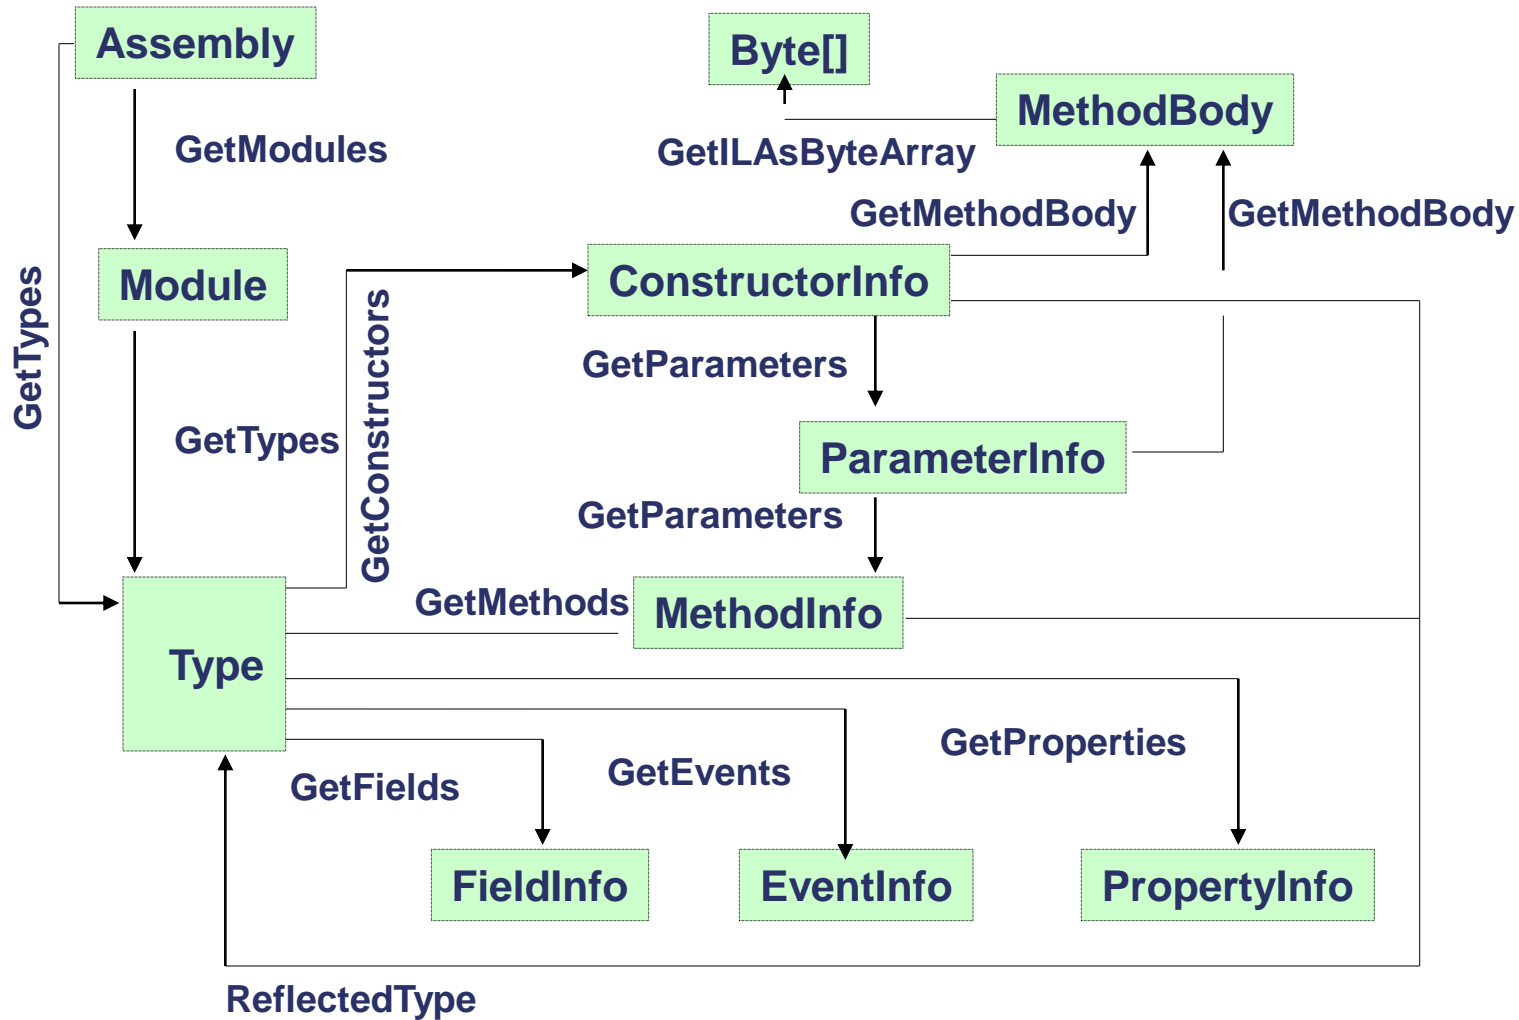 Assembly
Byte[]
MethodBody
GetModules
GetILAsByteArray
GetMethodBody
GetMethodBody
Module
ConstructorInfo
GetTypes
GetConstructors
GetParameters
GetTypes
ParameterInfo
GetParameters
GetMethods
MethodInfo
Type
GetProperties
GetEvents
GetFields
FieldInfo
EventInfo
PropertyInfo
ReflectedType